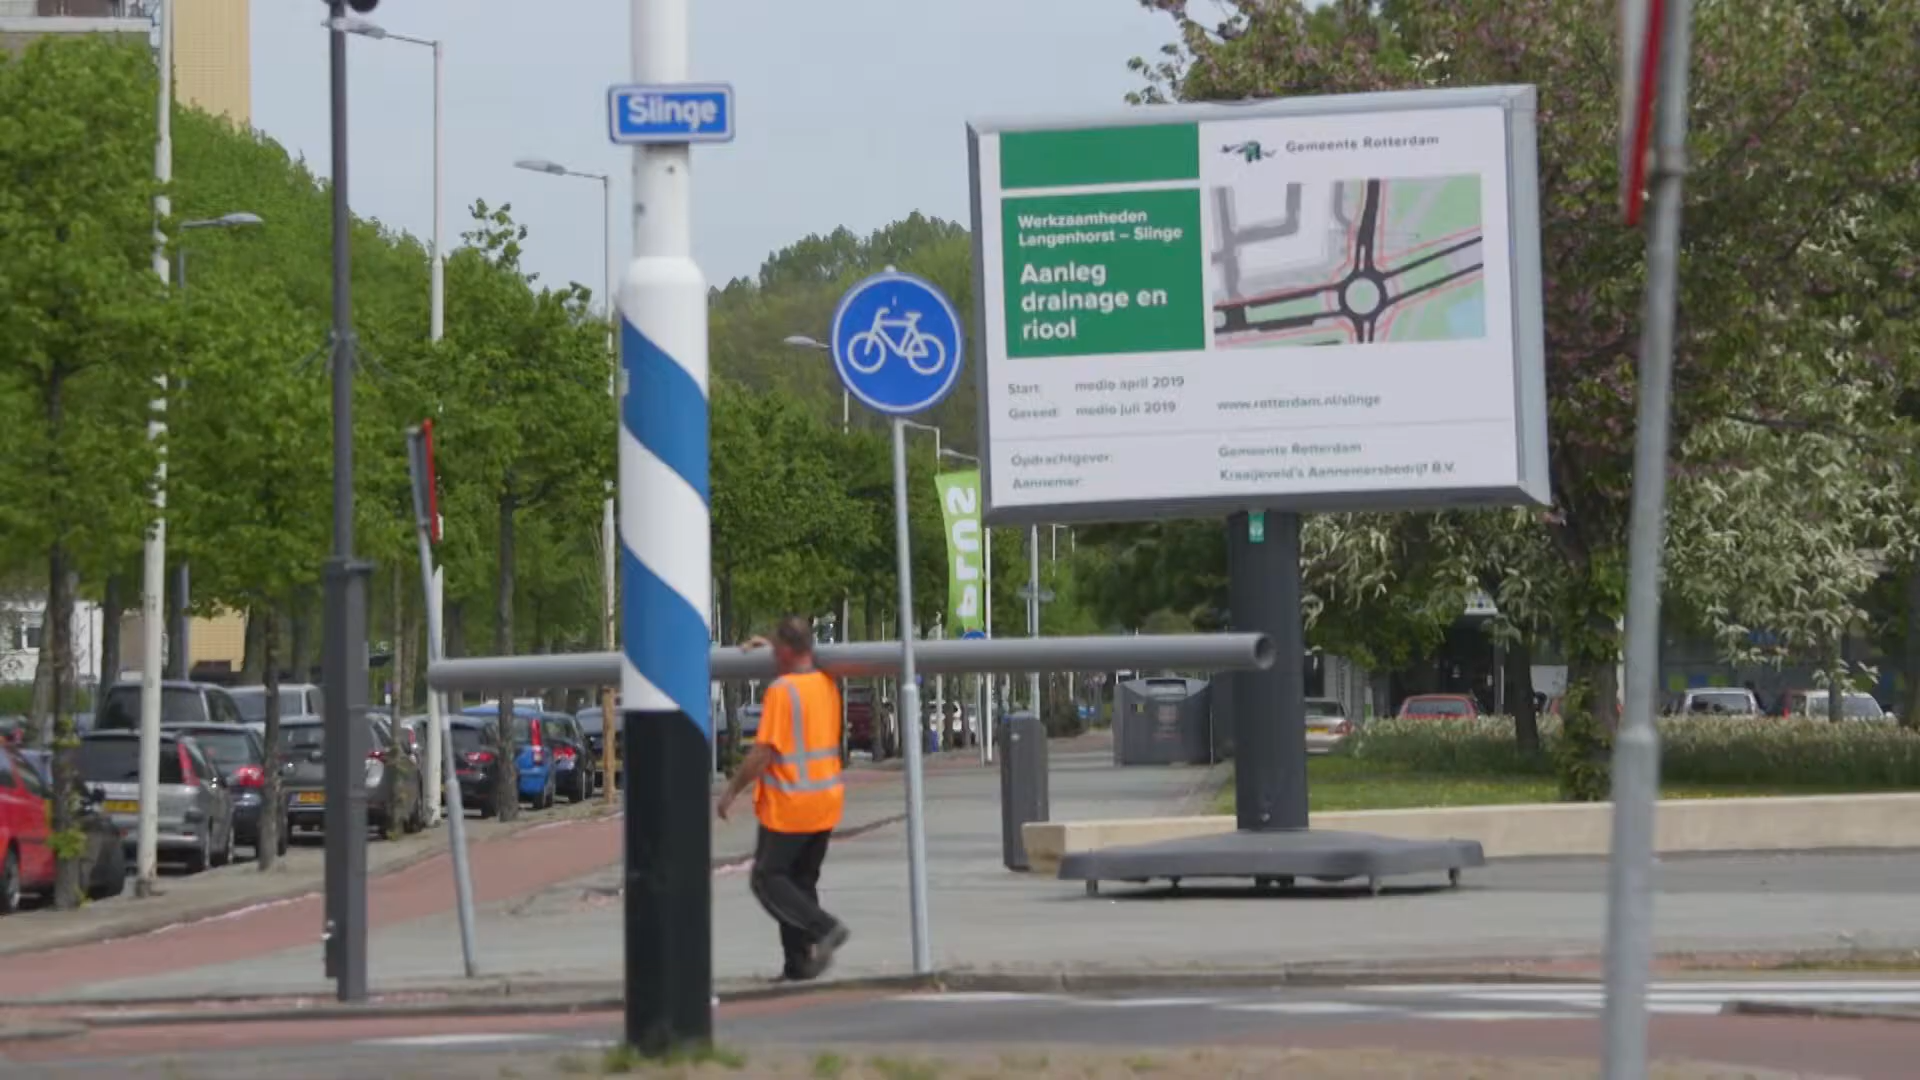 Slinge
Gemeente Rotterdam
Werkzaamheden
Langenhorst – Slinge
Aanleg
drainage en
riool
Start: medio april 2019
Gereed: medio juli 2019
www.rotterdam.nl/slinge
Opdrachtgever: Gemeente Rotterdam
Aannemer: Kraaijeveld's Aannemersbedrijf B.V.
PLUS